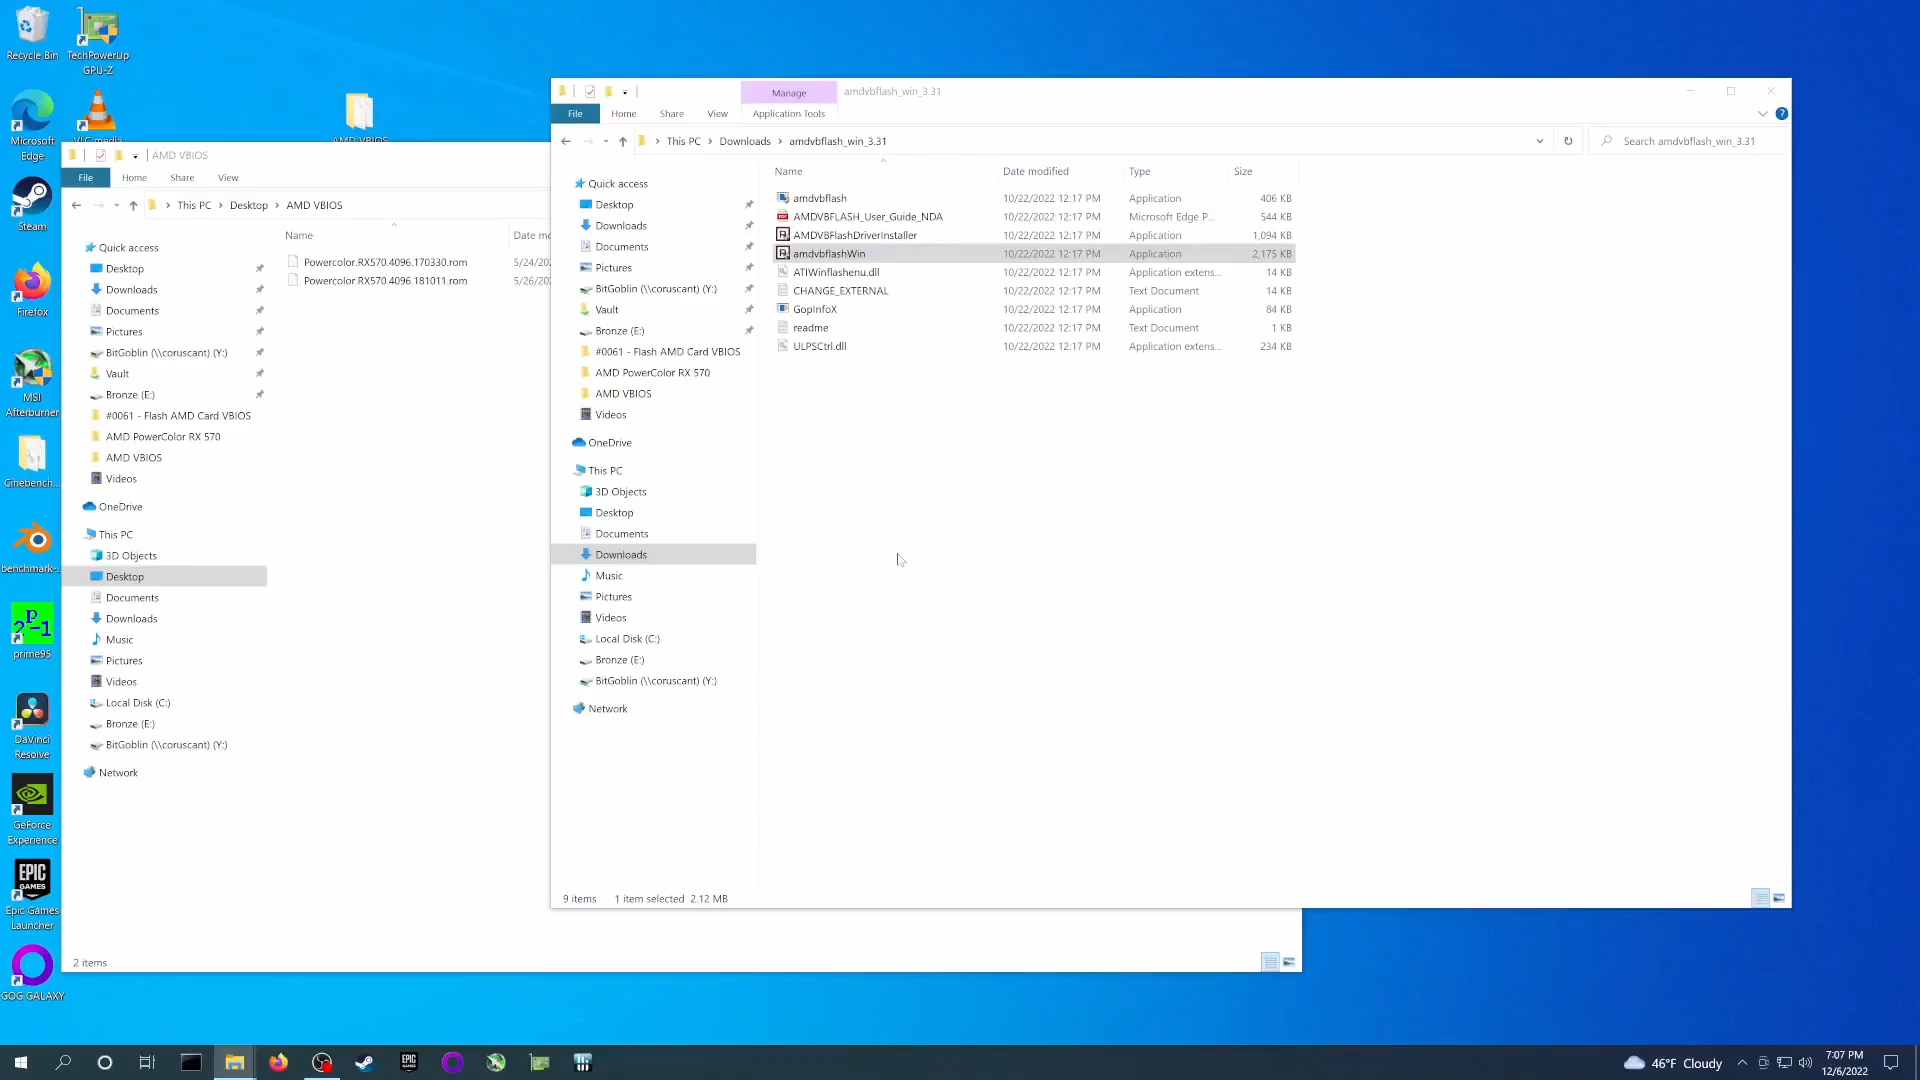 Recycle Bin
TechPowerUp
GPU-Z
Microsoft
Edge
VLC media
AMD VBIOS
Steam
Firefox
MSI
Afterburner
Cinebench...
benchmark-...
prime95
DaVinci
Resolve
GeForce
Experience
EPIC
GAMES
Epic Games
Launcher
GOG GALAXY
AMD VBIOS
File Home Share View
This PC Desktop AMD VBIOS
Name Date mo
Quick access
Desktop
Downloads
Documents
Pictures
BitGoblin (\\coruscant) (Y:)
Vault
Bronze (E:)
#0061 - Flash AMD Card VBIOS
AMD PowerColor RX 570
AMD VBIOS
Videos
OneDrive
This PC
3D Objects
Desktop
Documents
Downloads
Music
Pictures
Videos
Local Disk (C:)
Bronze (E:)
BitGoblin (\\coruscant) (Y:)
Network
Powercolor.RX570.4096.170330.rom 5/24/202
Powercolor.RX570.4096.181011.rom 5/26/202
2 items
Manage amdvbflash_win_3.31
File Home Share View Application Tools
This PC Downloads amdvbflash_win_3.31 Search amdvbflash_win_3.31
Quick access
Desktop
Downloads
Documents
Pictures
BitGoblin (\\coruscant) (Y:)
Vault
Bronze (E:)
#0061 - Flash AMD Card VBIOS
AMD PowerColor RX 570
AMD VBIOS
Videos
OneDrive
This PC
3D Objects
Desktop
Documents
Downloads
Music
Pictures
Videos
Local Disk (C:)
Bronze (E:)
BitGoblin (\\coruscant) (Y:)
Network
Name Date modified Type Size
amdvbflash 10/22/2022 12:17 PM Application 406 KB
AMDVBFLASH_User_Guide_NDA 10/22/2022 12:17 PM Microsoft Edge P... 544 KB
AMDVBFlashDriverInstaller 10/22/2022 12:17 PM Application 1,094 KB
amdvbflashWin 10/22/2022 12:17 PM Application 2,175 KB
ATIWinflashenu.dll 10/22/2022 12:17 PM Application extens... 14 KB
CHANGE_EXTERNAL 10/22/2022 12:17 PM Text Document 14 KB
GopInfoX 10/22/2022 12:17 PM Application 84 KB
readme 10/22/2022 12:17 PM Text Document 1 KB
ULPSCtrl.dll 10/22/2022 12:17 PM Application extens... 234 KB
9 items 1 item selected 2.12 MB
46°F Cloudy
7:07 PM
12/6/2022